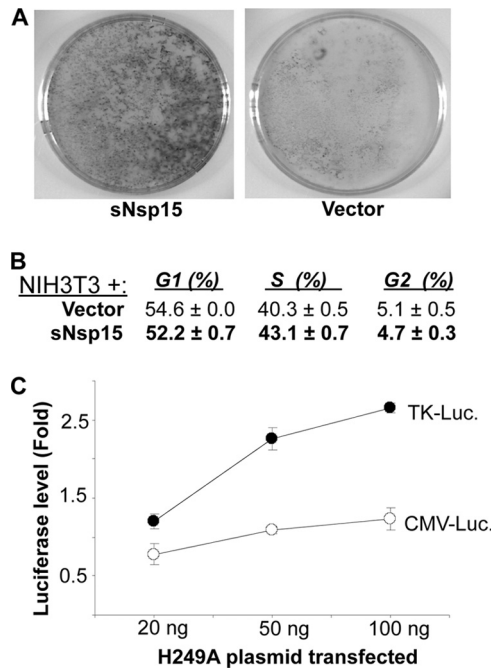 A
sNsp15 Vector
B
NIH3T3 +: G1 (%) S (%) G2 (%)
Vector 54.6 ± 0.0 40.3 ± 0.5 5.1 ± 0.5
sNsp15 52.2 ± 0.7 43.1 ± 0.7 4.7 ± 0.3
C
Luciferase level (Fold)
2.5
1.5
0.5
TK-Luc.
CMV-Luc.
20 ng 50 ng 100 ng
H249A plasmid transfected